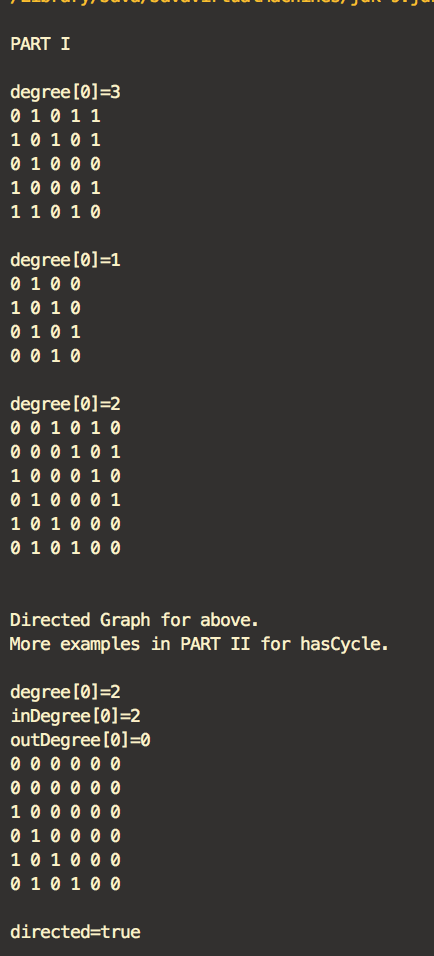 PART I
degree[0]=3
0 1 0 1 1
1 0 1 0 1
0 1 0 0 0
1 0 0 0 1
1 1 0 1 0
degree[0]=1
0 1 0 0
1 0 1 0
0 1 0 1
0 0 1 0
degree[0]=2
0 0 1 0 1 0
0 0 0 1 0 1
1 0 0 0 1 0
0 1 0 0 0 1
1 0 1 0 0 0
0 1 0 1 0 0
Directed Graph for above.
More examples in PART II for hasCycle.
degree[0]=2
inDegree[0]=2
outDegree[0]=0
0 0 0 0 0 0
0 0 0 0 0 0
1 0 0 0 0 0
0 1 0 0 0 0
1 0 1 0 0 0
0 1 0 1 0 0
directed=true